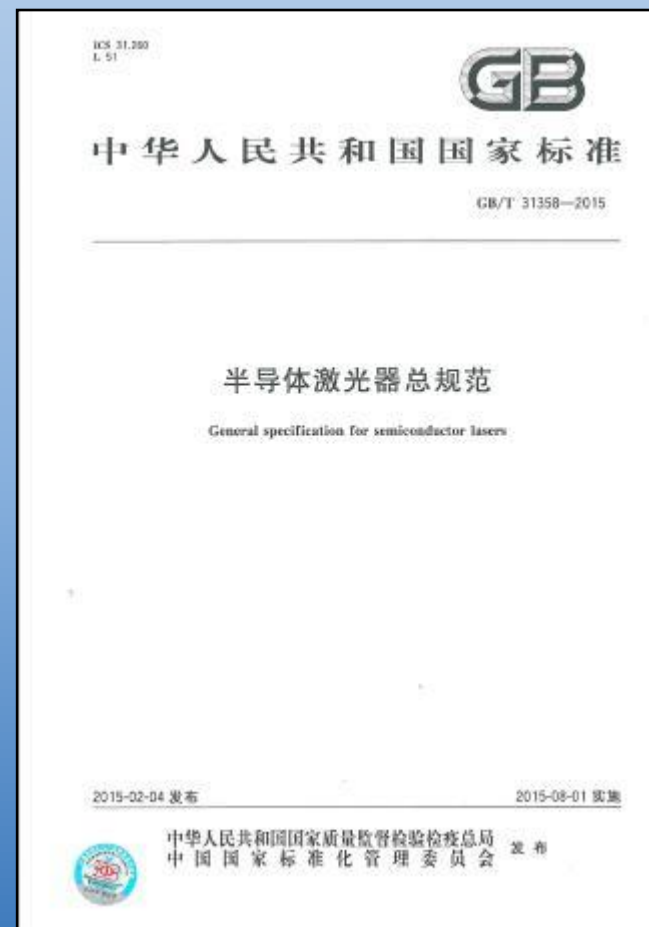 ICS 31.260
L 51
GB
中华人民共和国国家标准
GB/T 31358—2015
半导体激光器总规范
General specification for semiconductor lasers
2015-02-04 发布
2015-08-01 实施
中华人民共和国国家质量监督检验检疫总局
中国国家标准化管理委员会
发布